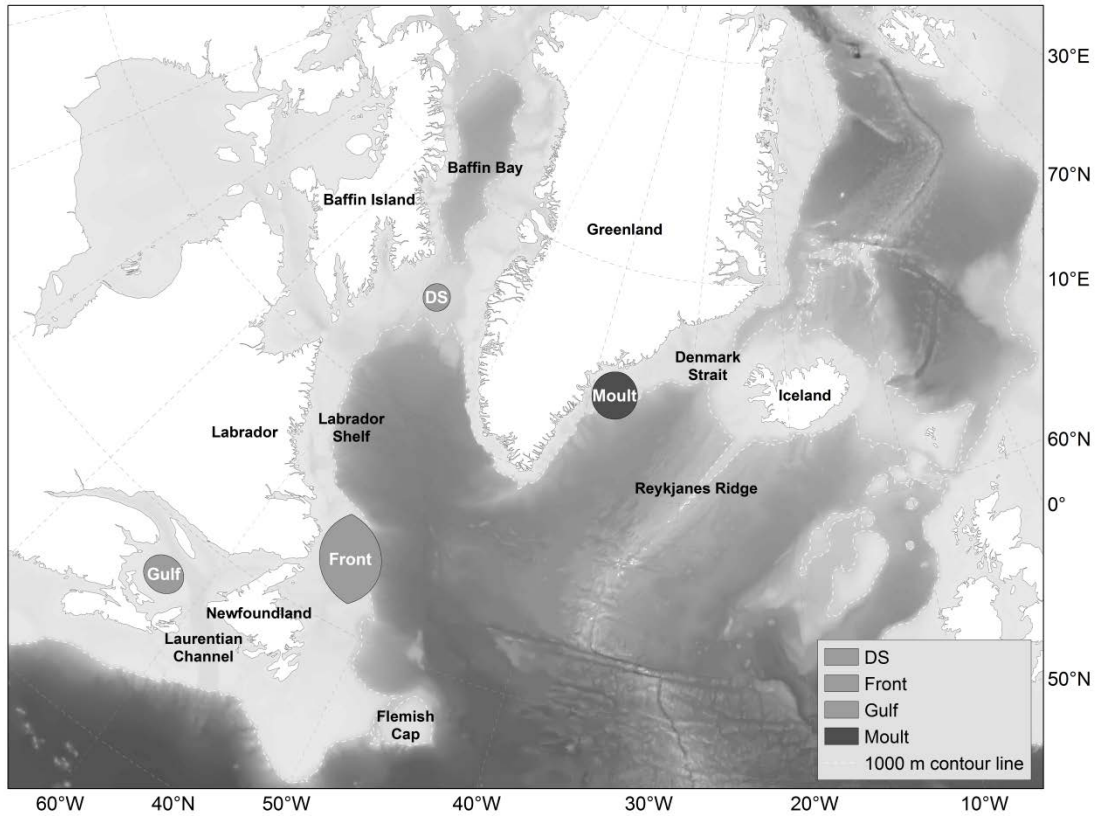 30°E
Baffin Bay
70°N
Baffin Island
Greenland
10°E
DS
Denmark
Strait
Moult
Iceland
Labrador
Labrador
Shelf
60°N
Reykjanes Ridge
0°
Front
Gulf
Newfoundland
Laurentian
Channel
DS
Front
50°N
Gulf
Flemish
Cap
Moult
1000 m contour line
60°W
40°N
50°W
40°W
30°W
20°W
10°W